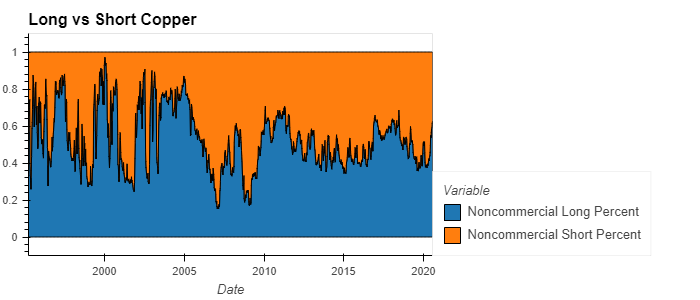 Long vs Short Copper
1
0.8
0.6
0.4
0.2
0
2000 2005 2010 2015 2020
Date
Variable
Noncommercial Long Percent
Noncommercial Short Percent